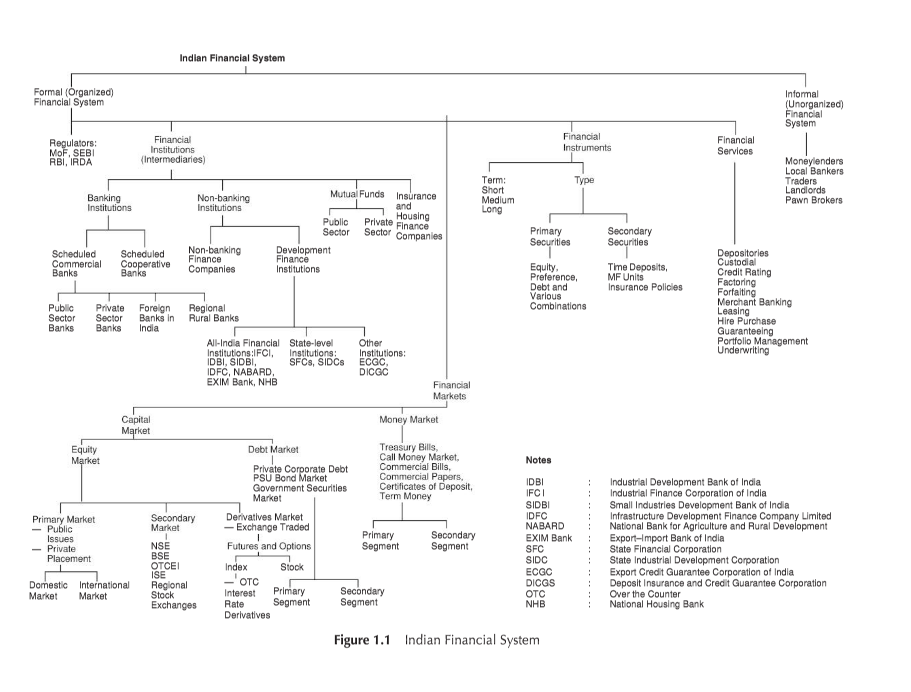 Indian Financial System
Formal (Organized)
Financial System
Informal
(Unorganized)
Financial
System
Regulators:
MoF, SEBI
RBI, IRDA
Financial
Institutions
(Intermediaries)
Financial
Instruments
Financial
Services
Moneylenders
Local Bankers
Traders
Landlords
Pawn Brokers
Banking
Institutions
Non-banking
Institutions
Mutual Funds
Public
Sector
Private
Sector
Insurance
and
Housing
Finance
Companies
Term:
Short
Medium
Long
Type
Primary
Securities
Secondary
Securities
Equity,
Preference,
Debt and
Various
Combinations
Time Deposits,
MF Units
Insurance Policies
Depositories
Custodial
Credit Rating
Factoring
Forfaiting
Merchant Banking
Leasing
Hire Purchase
Guaranteeing
Portfolio Management
Underwriting
Scheduled
Commercial
Banks
Scheduled
Cooperative
Banks
Non-banking
Finance
Companies
Development
Finance
Institutions
Public
Sector
Banks
Private
Sector
Banks
Foreign
Banks in
India
Regional
Rural Banks
All-India Financial
Institutions:IFCI,
IDBI, SIDBI,
IDFC, NABARD,
EXIM Bank, NHB
State-level
Institutions:
SFCs, SIDCs
Other
Institutions:
ECGC,
DICGC
Financial
Markets
Capital
Market
Money Market
Equity
Market
Debt Market
Private Corporate Debt
PSU Bond Market
Government Securities
Market
Treasury Bills,
Call Money Market,
Commercial Bills,
Commercial Papers,
Certificates of Deposit,
Term Money
Primary
Segment
Secondary
Segment
Primary Market
— Public
Issues
— Private
Placement
Domestic
Market
International
Market
Secondary
Market
NSE
BSE
OTCEI
ISE
Regional
Stock
Exchanges
Derivatives Market
— Exchange Traded
Futures and Options
Index
Stock
— OTC
Interest
Rate
Derivatives
Primary
Segment
Secondary
Segment
Notes
IDBI : Industrial Development Bank of India
IFCI : Industrial Finance Corporation of India
SIDBI : Small Industries Development Bank of India
IDFC : Infrastructure Development Finance Company Limited
NABARD : National Bank for Agriculture and Rural Development
EXIM Bank : Export–Import Bank of India
SFC : State Financial Corporation
SIDC : State Industrial Development Corporation
ECGC : Export Credit Guarantee Corporation of India
DICGS : Deposit Insurance and Credit Guarantee Corporation
OTC : Over the Counter
NHB : National Housing Bank
Figure 1.1 Indian Financial System